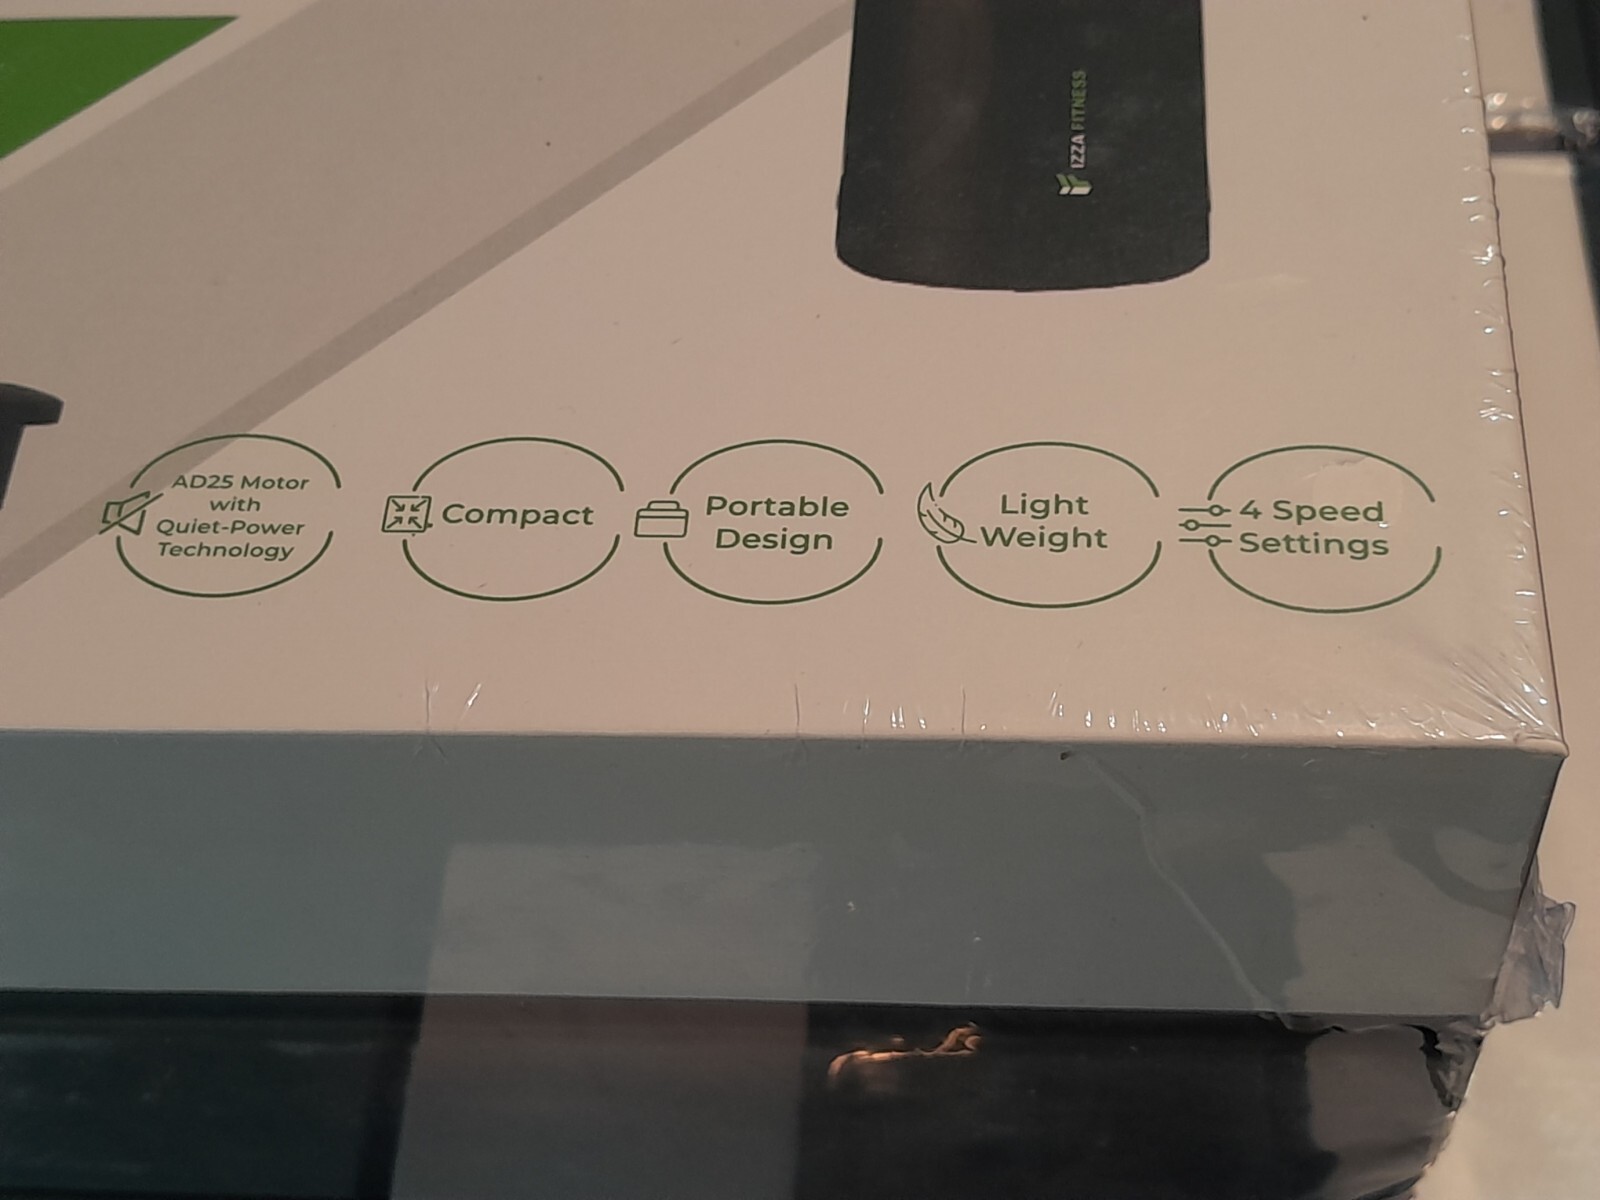 IZZA FITNESS
AD25 Motor
with
Quiet-Power
Technology
Compact
Portable
Design
Light
Weight
4 Speed
Settings